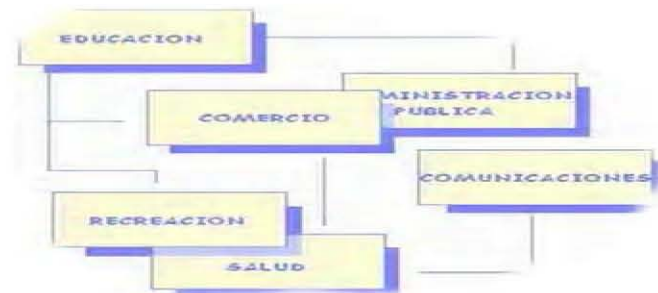 EDUCACION
MINISTRACION
PUBLICA
COMERCIO
COMUNICACIONES
RECREACION
SALUD